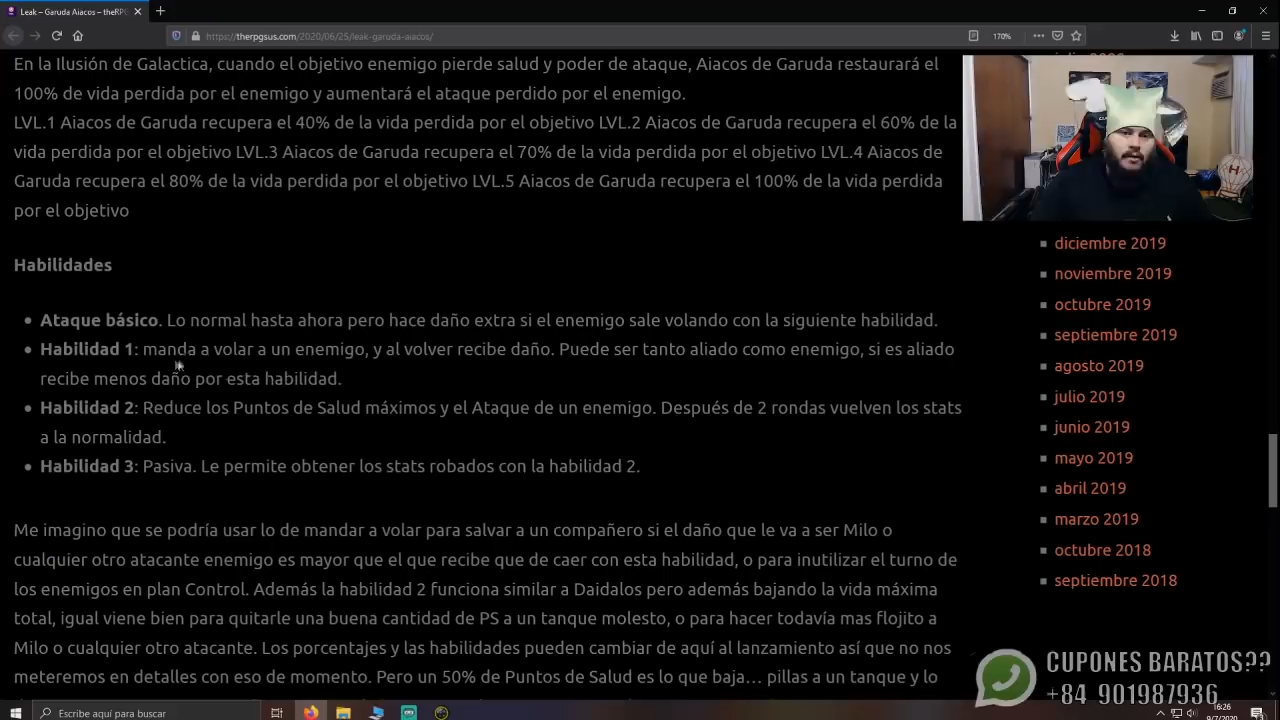 Leak – Garuda Aiacos – theRPG
https://therpgsus.com/2020/06/25/leak-garuda-aiacos/
170%
En la Ilusión de Galactica, cuando el objetivo enemigo pierde salud y poder de ataque, Aiacos de Garuda restaurará el
100% de vida perdida por el enemigo y aumentará el ataque perdido por el enemigo.
LVL.1 Aiacos de Garuda recupera el 40% de la vida perdida por el objetivo LVL.2 Aiacos de Garuda recupera el 60% de la
vida perdida por el objetivo LVL.3 Aiacos de Garuda recupera el 70% de la vida perdida por el objetivo LVL.4 Aiacos de
Garuda recupera el 80% de la vida perdida por el objetivo LVL.5 Aiacos de Garuda recupera el 100% de la vida perdida
por el objetivo
Habilidades
Ataque básico. Lo normal hasta ahora pero hace daño extra si el enemigo sale volando con la siguiente habilidad.
Habilidad 1: manda a volar a un enemigo, y al volver recibe daño. Puede ser tanto aliado como enemigo, si es aliado
recibe menos daño por esta habilidad.
Habilidad 2: Reduce los Puntos de Salud máximos y el Ataque de un enemigo. Después de 2 rondas vuelven los stats
a la normalidad.
Habilidad 3: Pasiva. Le permite obtener los stats robados con la habilidad 2.
Me imagino que se podría usar lo de mandar a volar para salvar a un compañero si el daño que le va a ser Milo o
cualquier otro atacante enemigo es mayor que el que recibe que de caer con esta habilidad, o para inutilizar el turno de
los enemigos en plan Control. Además la habilidad 2 funciona similar a Daidalos pero además bajando la vida máxima
total, igual viene bien para quitarle una buena cantidad de PS a un tanque molesto, o para hacer todavía mas flojito a
Milo o cualquier otro atacante. Los porcentajes y las habilidades pueden cambiar de aquí al lanzamiento así que no nos
meteremos en detalles con eso de momento. Pero un 50% de Puntos de Salud es lo que baja… pillas a un tanque y lo
diciembre 2019
noviembre 2019
octubre 2019
septiembre 2019
agosto 2019
julio 2019
junio 2019
mayo 2019
abril 2019
marzo 2019
octubre 2018
septiembre 2018
CUPONES BARATOS??
+84 901987936
Escribe aquí para buscar
16:26
9/7/2020